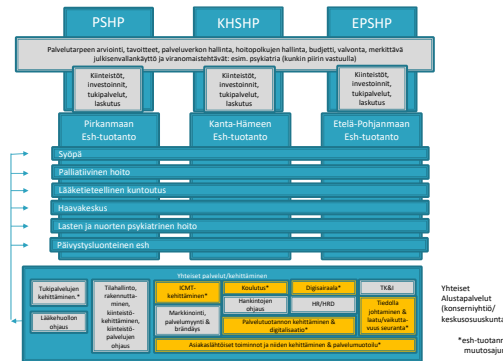 PSHP
KHSHP
EPSHP
Palvelutarpeen arviointi, tavoitteet, palveluverkon hallinta, hoitopolkujen hallinta, budjetti, valvonta, merkittävä
julkisenvallankäyttö ja viranomaistehtävät: esim. psykiatria (kunkin piirin vastuulla)
Kiinteistöt,
investoinnit,
tukipalvelut,
laskutus
Kiinteistöt,
investoinnit,
tukipalvelut,
laskutus
Kiinteistöt,
investoinnit,
tukipalvelut,
laskutus
Pirkanmaan
Esh-tuotanto
Kanta-Hämeen
Esh-tuotanto
Etelä-Pohjanmaan
Esh-tuotanto
Syöpä
Palliatiivinen hoito
Lääketieteellinen kuntoutus
Haavakeskus
Lasten ja nuorten psykiatrinen hoito
Päivystysluonteinen esh
Yhteiset palvelut/kehittäminen
Tukipalvelujen
kehittäminen.*
Lääkehuollon
ohjaus
Tilahallinto,
rakennutta-
minen,
kiinteistö-
kehittäminen,
kiinteistö-
palvelujen
ohjaus
ICMT-
kehittäminen*
Markkinointi,
palvelumyynti &
brändäys
Koulutus*
Hankintojen
ohjaus
Digisairaala*
HR/HRD
TK&I
Tiedolla
johtaminen &
laatu/vaikutta-
vuus seuranta*
Palvelutuotannon kehittäminen &
digitalisaatio*
Asiakaslähtöiset toiminnot ja niiden kehittäminen & palvelumuotoilu*
Yhteiset
Alustapalvelut
(konserniyhtiö/
keskusosuuskunta
*esh-tuotann
muutosajur